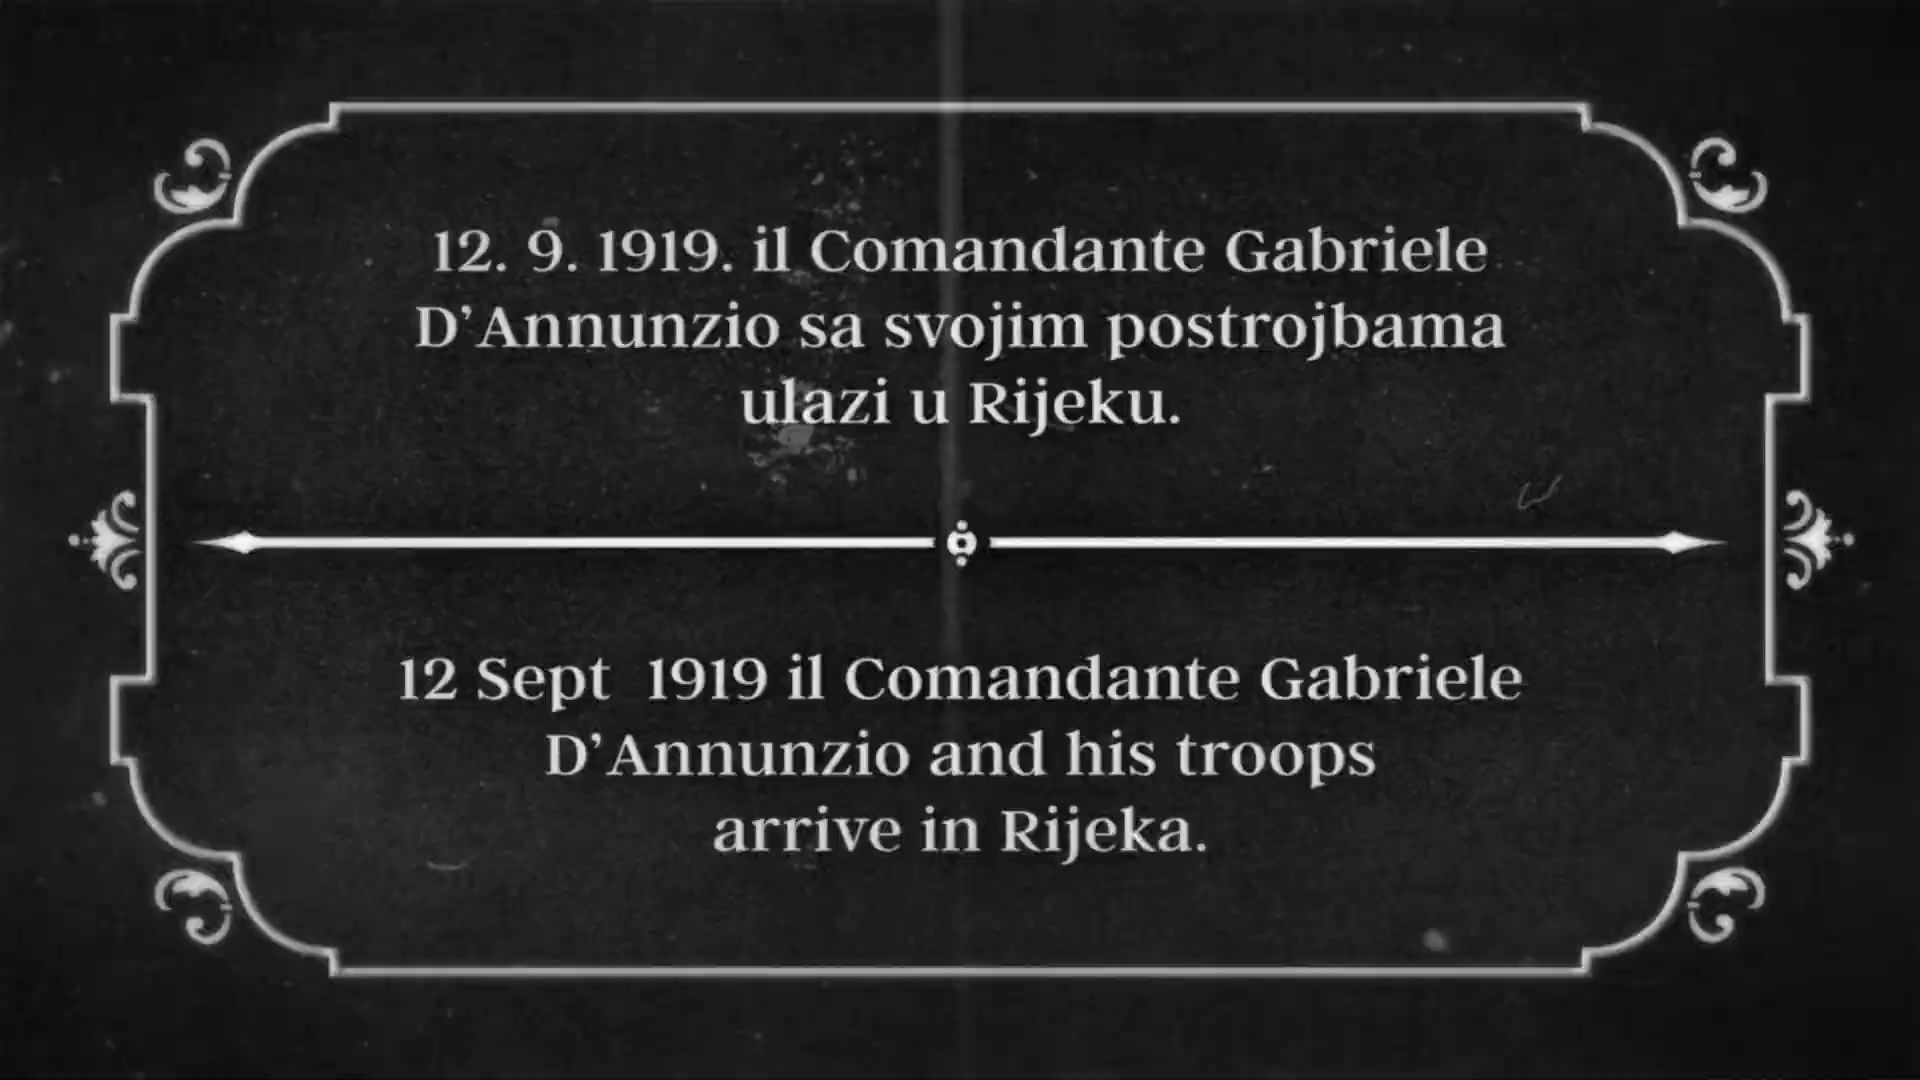 12. 9. 1919. il Comandante Gabriele
D’Annunzio sa svojim postrojbama
ulazi u Rijeku.
12 Sept  1919 il Comandante Gabriele
D’Annunzio and his troops
arrive in Rijeka.